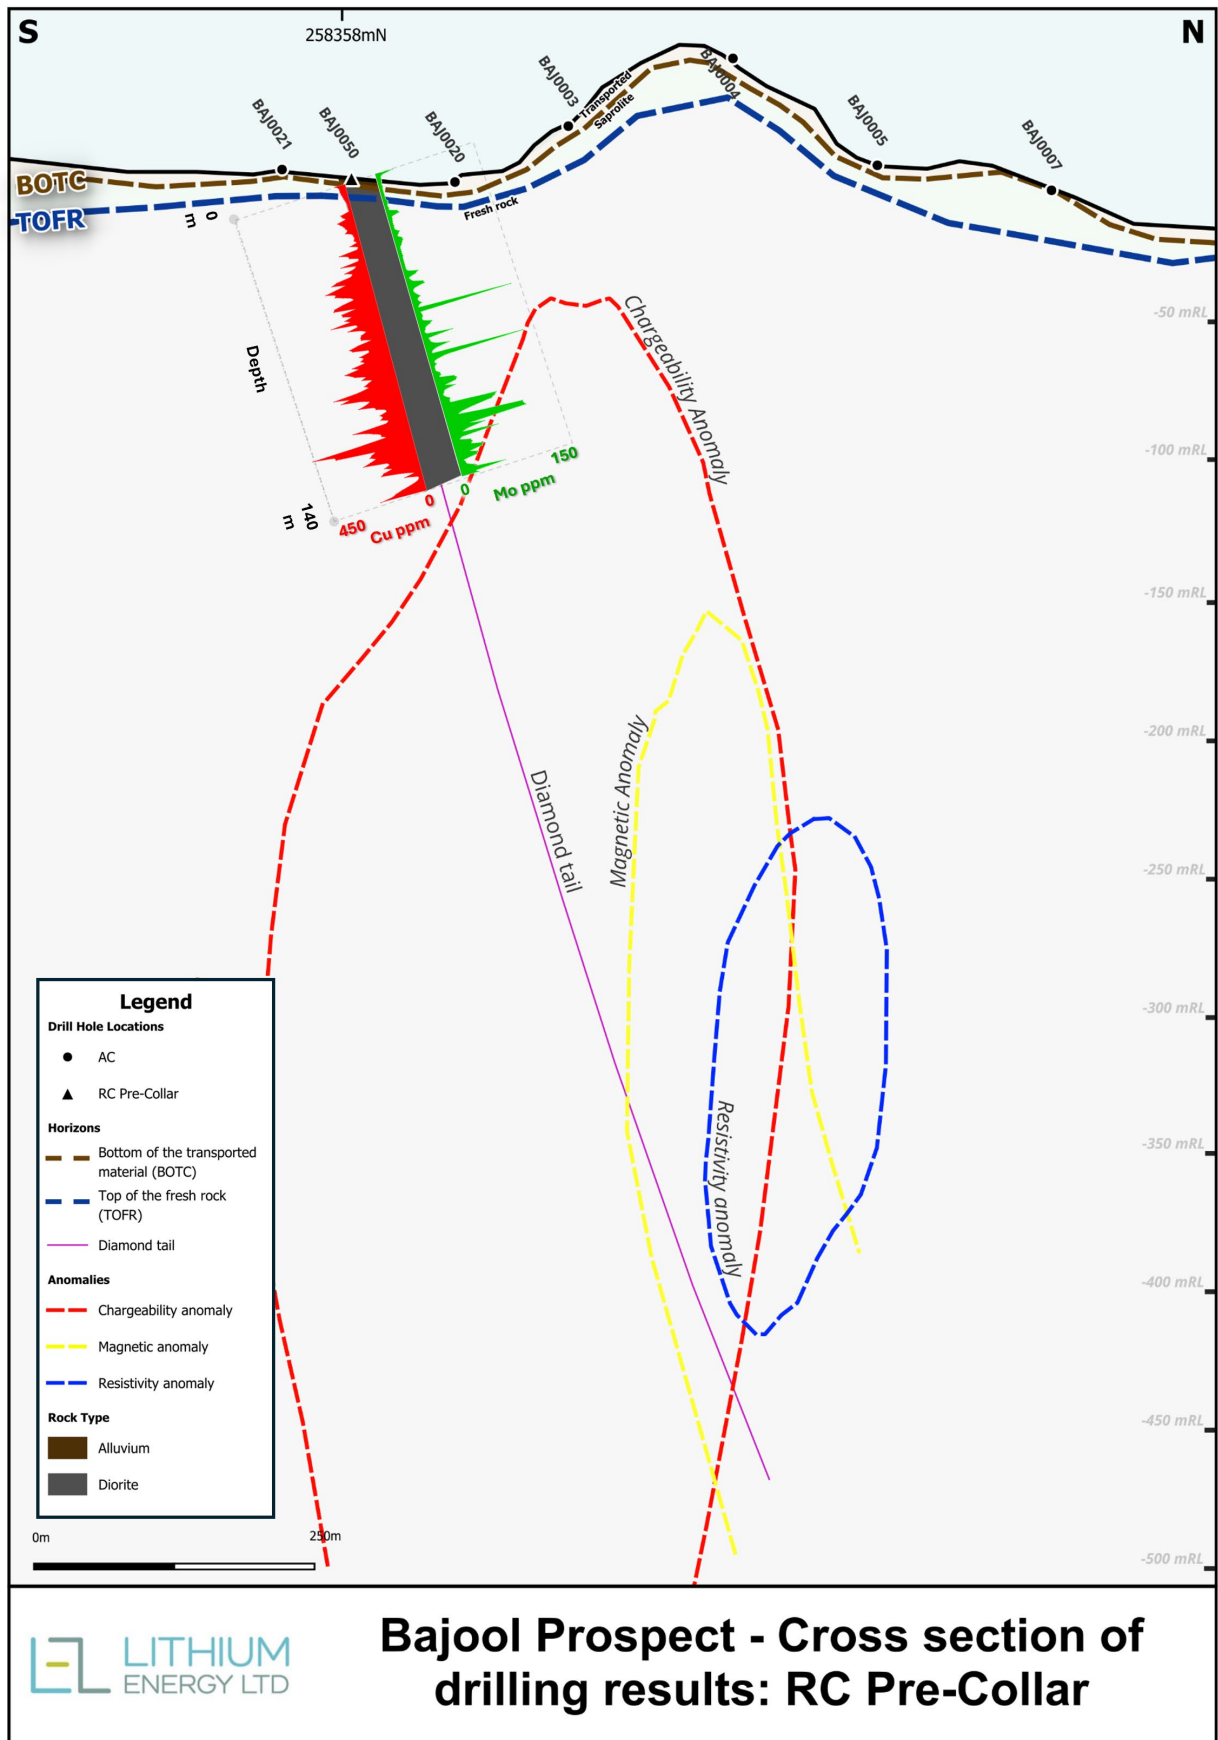 S
N
258358mN
BAJ0021
BAJ0050
BAJ0020
BAJ0003
BAJ0004
BAJ0005
BAJ0007
Transported
Saprolite
Fresh rock
BOTC
TOFR
0
m
Depth
140
m
450
Cu ppm
0
0
Mo ppm
150
Chargeability Anomaly
Magnetic Anomaly
Diamond tail
Resistivity anomaly
-50 mRL
-100 mRL
-150 mRL
-200 mRL
-250 mRL
-300 mRL
-350 mRL
-400 mRL
-450 mRL
-500 mRL
Legend
Drill Hole Locations
AC
RC Pre-Collar
Horizons
Bottom of the transported
material (BOTC)
Top of the fresh rock
(TOFR)
Diamond tail
Anomalies
Chargeability anomaly
Magnetic anomaly
Resistivity anomaly
Rock Type
Alluvium
Diorite
0m
250m
LITHIUM
ENERGY LTD
Bajool Prospect - Cross section of
drilling results: RC Pre-Collar